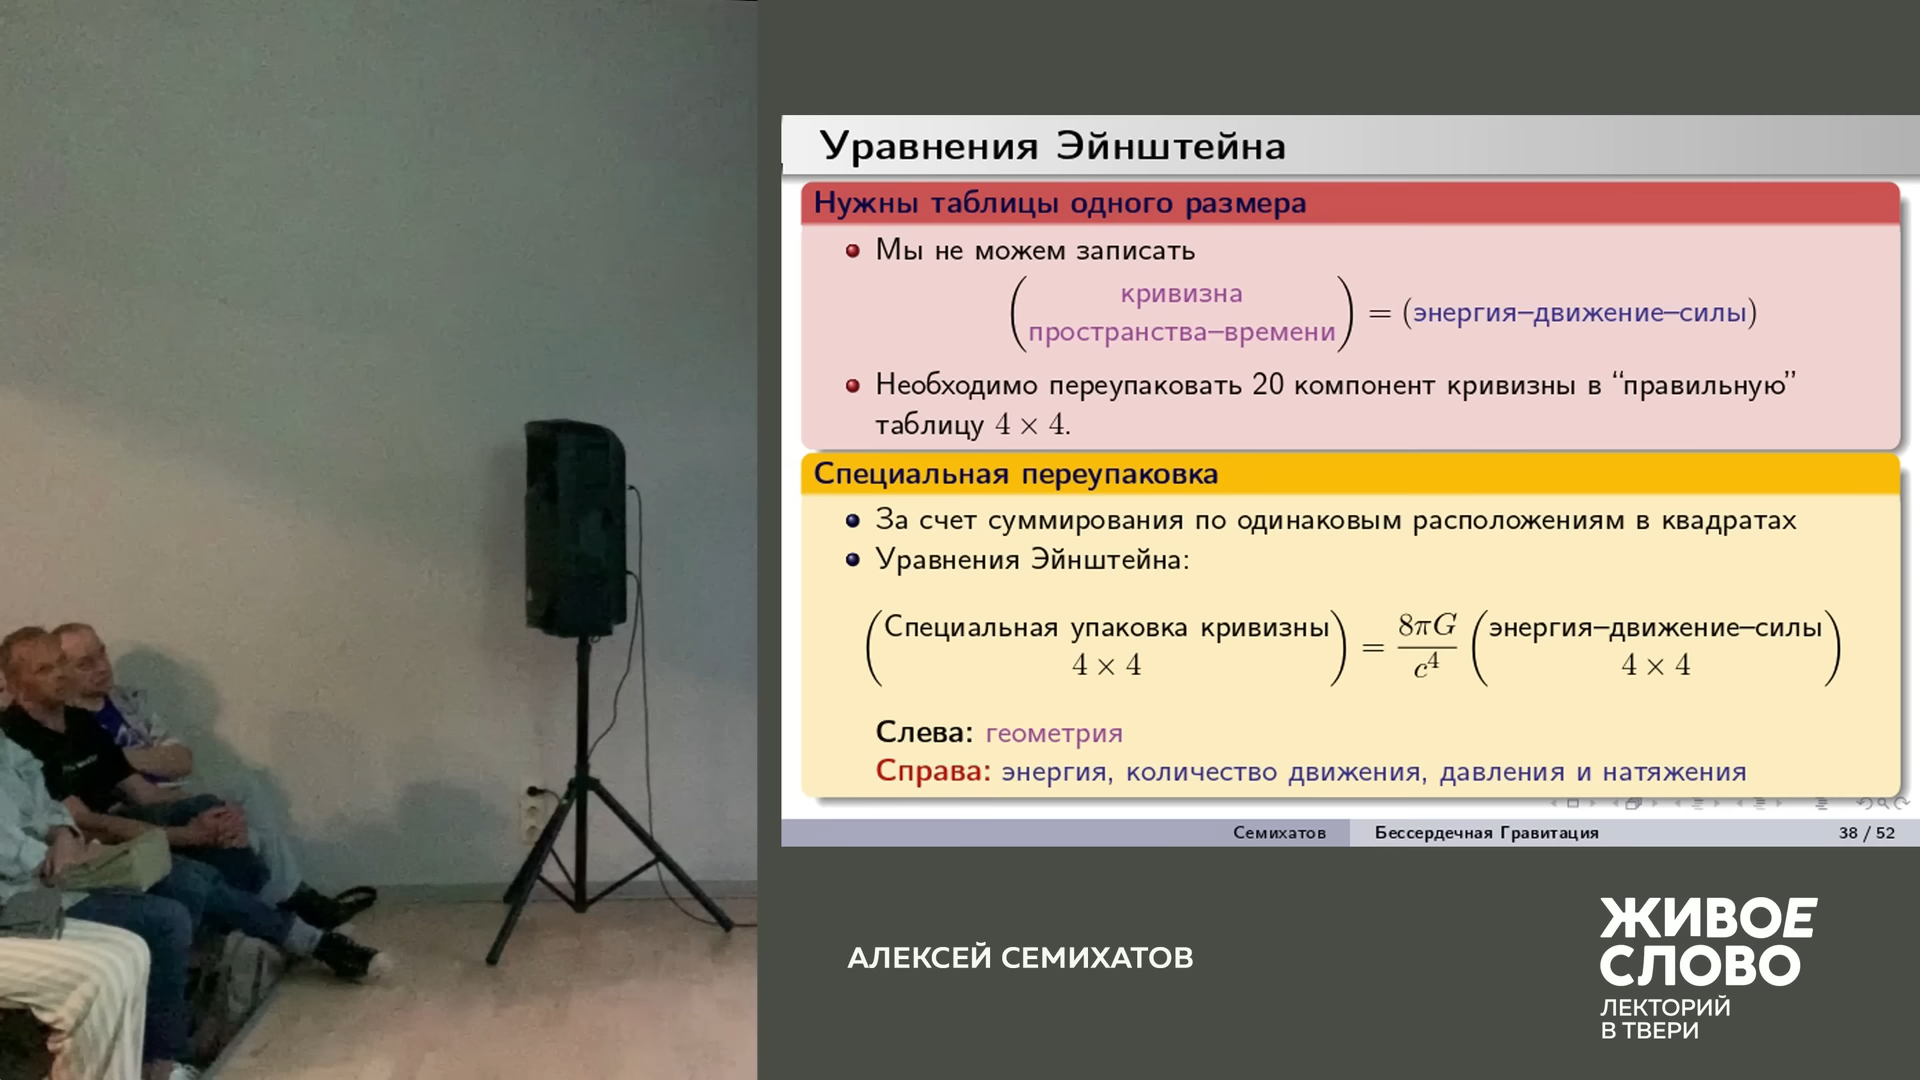 Уравнения Эйнштейна
Нужны таблицы одного размера
Мы не можем записать
кривизна
пространства–времени
= (энергия–движение–силы)
Необходимо переупаковать 20 компонент кривизны в “правильную”
таблицу 4 × 4.
Специальная переупаковка
За счет суммирования по одинаковым расположениям в квадратах
Уравнения Эйнштейна:
(Специальная упаковка кривизны 4 × 4) = 8πG/c⁴ (энергия–движение–силы 4 × 4)
Слева: геометрия
Справа: энергия, количество движения, давления и натяжения
Семихатов Бессердечная Гравитация 38 / 52
АЛЕКСЕЙ СЕМИХАТОВ
ЖИВОЕ
СЛОВО
ЛЕКТОРИЙ
В ТВЕРИ